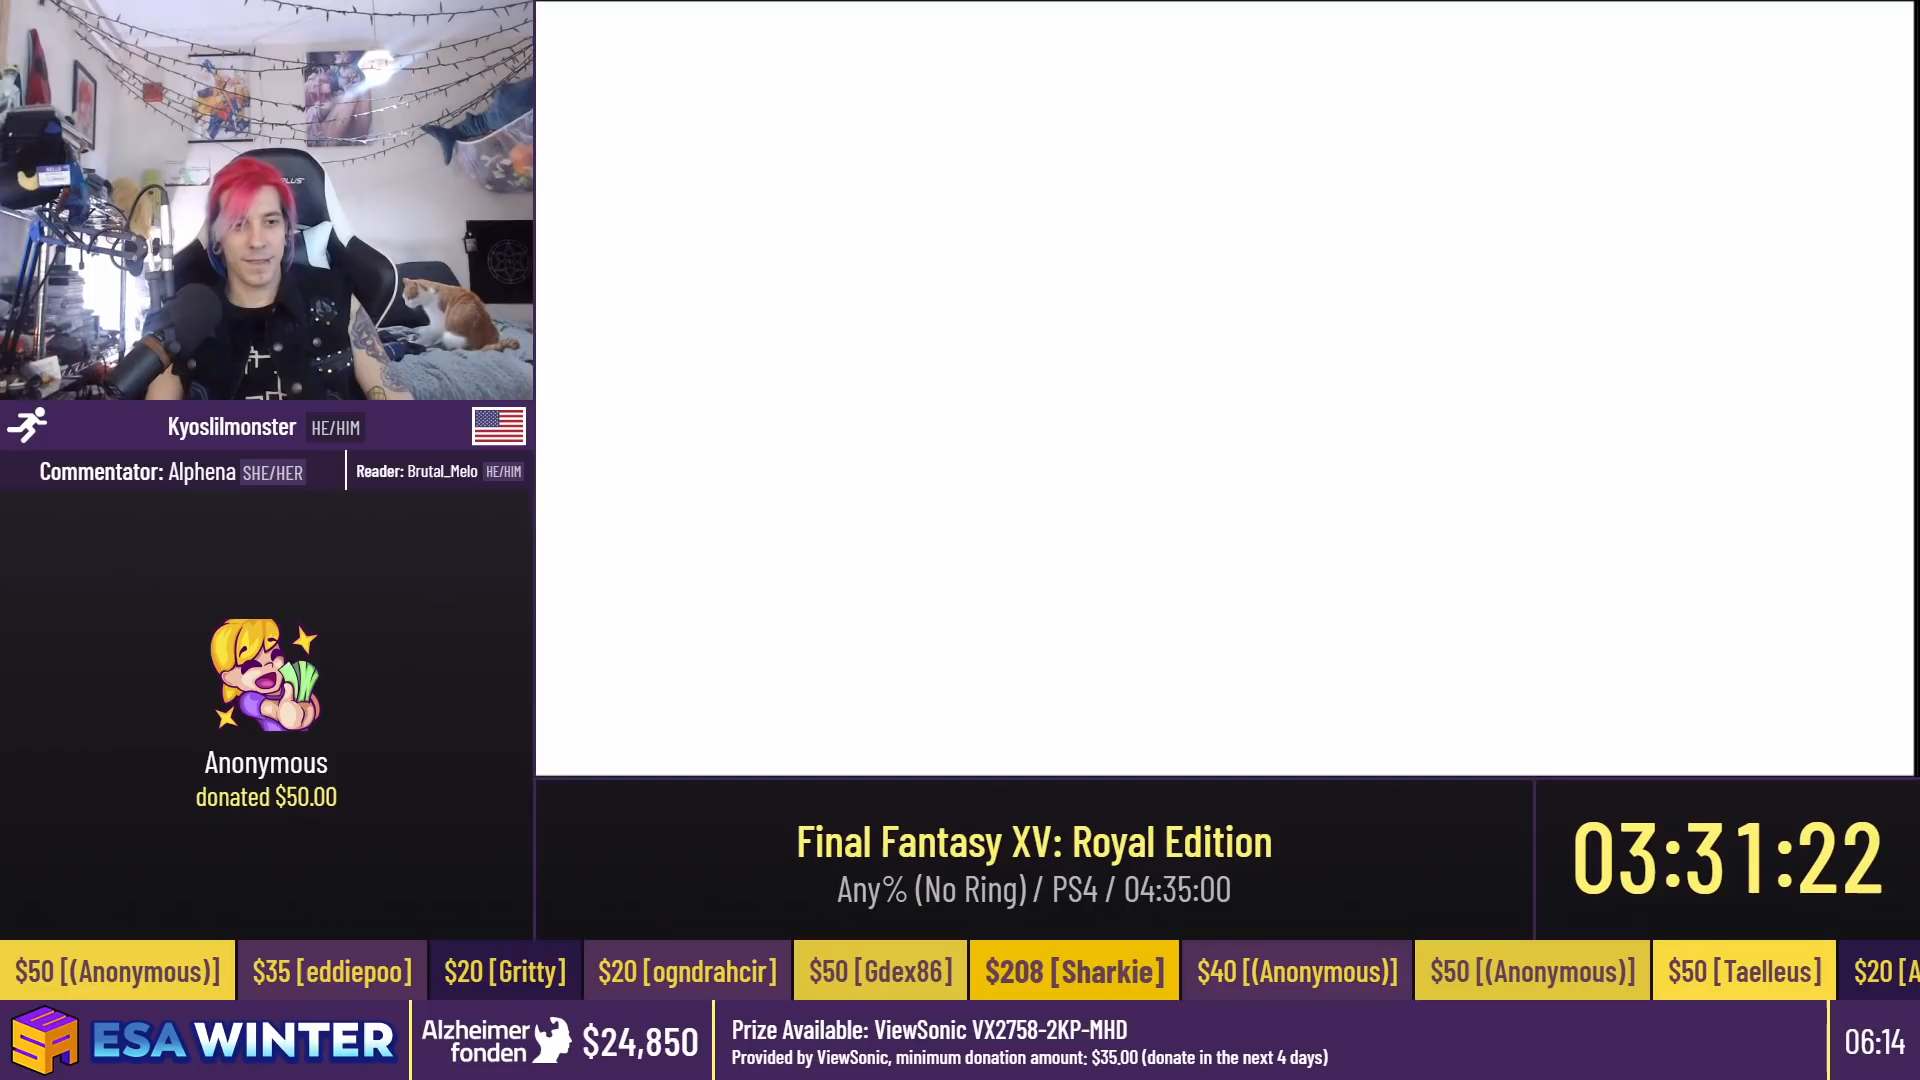 PLUS
HELLO
Kyoslilmonster HE/HIM
Commentator: Alphena SHE/HER
Reader: Brutal_Melo HE/HIM
Anonymous
donated $50.00
Final Fantasy XV: Royal Edition
Any% (No Ring) / PS4 / 04:35:00
03:31:22
$50 [(Anonymous)]
$35 [eddiepoo]
$20 [Gritty]
$20 [ogndrahcir]
$50 [Gdex86]
$208 [Sharkie]
$40 [(Anonymous)]
$50 [(Anonymous)]
$50 [Taelleus]
$20 [A
ESA WINTER
Alzheimer
fonden
$24,850
Prize Available: ViewSonic VX2758-2KP-MHD
Provided by ViewSonic, minimum donation amount: $35.00 (donate in the next 4 days)
06:14